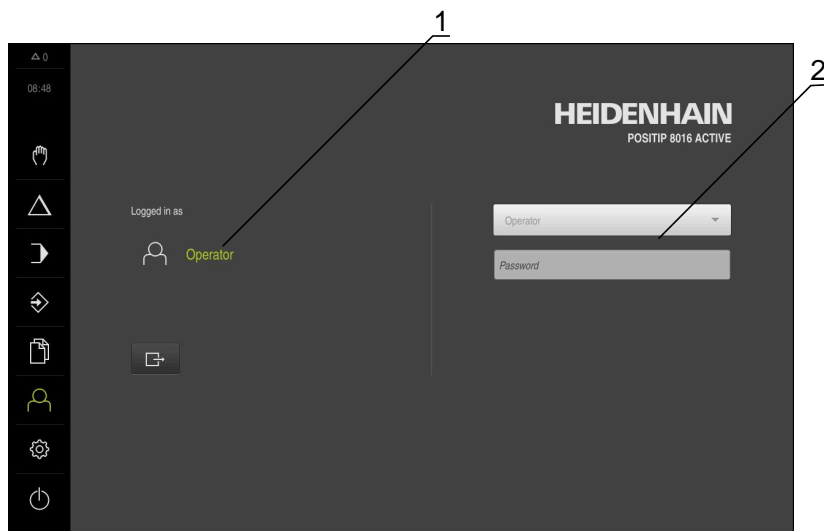 1
2
0
08:48
HEIDENHAIN
POSITIP 8016 ACTIVE
Logged in as
Operator
Operator
Password